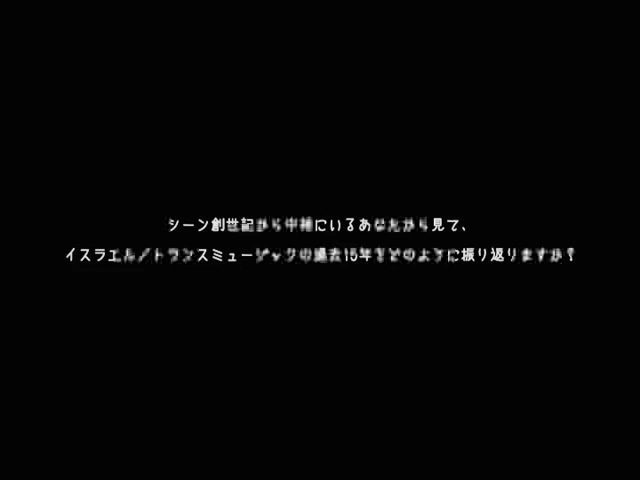 シーン創世記から中核にいるあなたから見て、
イスラエル／トランスミュージックの過去15年をどのように振り返りますか？